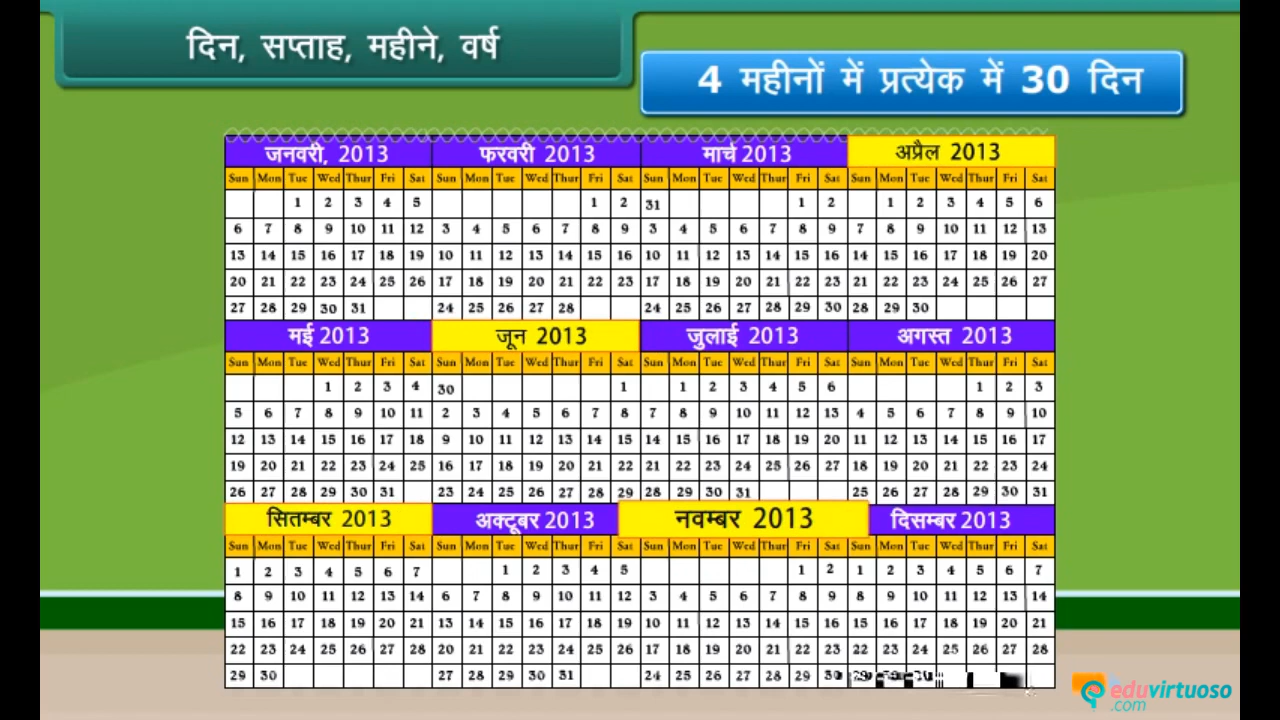 दिन, सप्ताह, महीने, वर्ष
4 महीनों में प्रत्येक में 30 दिन
जनवरी, 2013 फरवरी 2013 मार्च 2013 अप्रैल 2013
Sun Mon Tue Wed Thur Fri Sat Sun Mon Tue Wed Thur Fri Sat Sun Mon Tue Wed Thur Fri Sat Sun Mon Tue Wed Thur Fri Sat
1 2 3 4 5 1 2 31 1 2 1 2 3 4 5 6
6 7 8 9 10 11 12 3 4 5 6 7 8 9 3 4 5 6 7 8 9 7 8 9 10 11 12 13
13 14 15 16 17 18 19 10 11 12 13 14 15 16 10 11 12 13 14 15 16 14 15 16 17 18 19 20
20 21 22 23 24 25 26 17 18 19 20 21 22 23 17 18 19 20 21 22 23 21 22 23 24 25 26 27
27 28 29 30 31 24 25 26 27 28 24 25 26 27 28 29 30 28 29 30
मई 2013 जून 2013 जुलाई 2013 अगस्त 2013
Sun Mon Tue Wed Thur Fri Sat Sun Mon Tue Wed Thur Fri Sat Sun Mon Tue Wed Thur Fri Sat Sun Mon Tue Wed Thur Fri Sat
1 2 3 4 30 1 1 2 3 4 5 6 1 2 3
5 6 7 8 9 10 11 2 3 4 5 6 7 8 7 8 9 10 11 12 13 4 5 6 7 8 9 10
12 13 14 15 16 17 18 9 10 11 12 13 14 15 14 15 16 17 18 19 20 11 12 13 14 15 16 17
19 20 21 22 23 24 25 16 17 18 19 20 21 22 21 22 23 24 25 26 27 18 19 20 21 22 23 24
26 27 28 29 30 31 23 24 25 26 27 28 29 28 29 30 31 25 26 27 28 29 30 31
सितम्बर 2013 अक्टूबर 2013 नवम्बर 2013 दिसम्बर 2013
Sun Mon Tue Wed Thur Fri Sat Sun Mon Tue Wed Thur Fri Sat Sun Mon Tue Wed Thur Fri Sat Sun Mon Tue Wed Thur Fri Sat
1 2 3 4 5 6 7 1 2 3 4 5 1 2 1 2 3 4 5 6 7
8 9 10 11 12 13 14 6 7 8 9 10 11 12 3 4 5 6 7 8 9 8 9 10 11 12 13 14
15 16 17 18 19 20 21 13 14 15 16 17 18 19 10 11 12 13 14 15 16 15 16 17 18 19 20 21
22 23 24 25 26 27 28 20 21 22 23 24 25 26 17 18 19 20 21 22 23 22 23 24 25 26 27 28
29 30 27 28 29 30 31 24 25 26 27 28 29 30
eduvirtuoso
.com